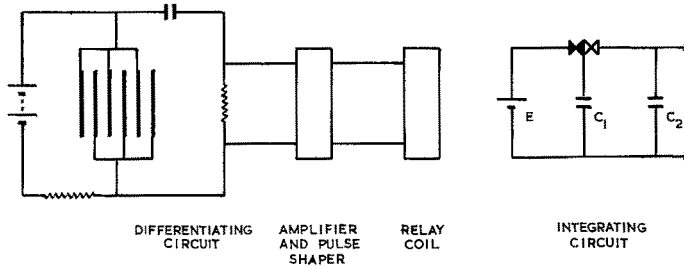 E
C1
C2
DIFFERENTIATING
CIRCUIT
AMPLIFIER
AND PULSE
SHAPER
RELAY
COIL
INTEGRATING
CIRCUIT